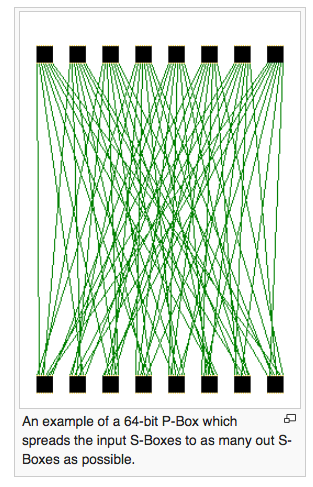 An example of a 64-bit P-Box which
spreads the input S-Boxes to as many out S-
Boxes as possible.